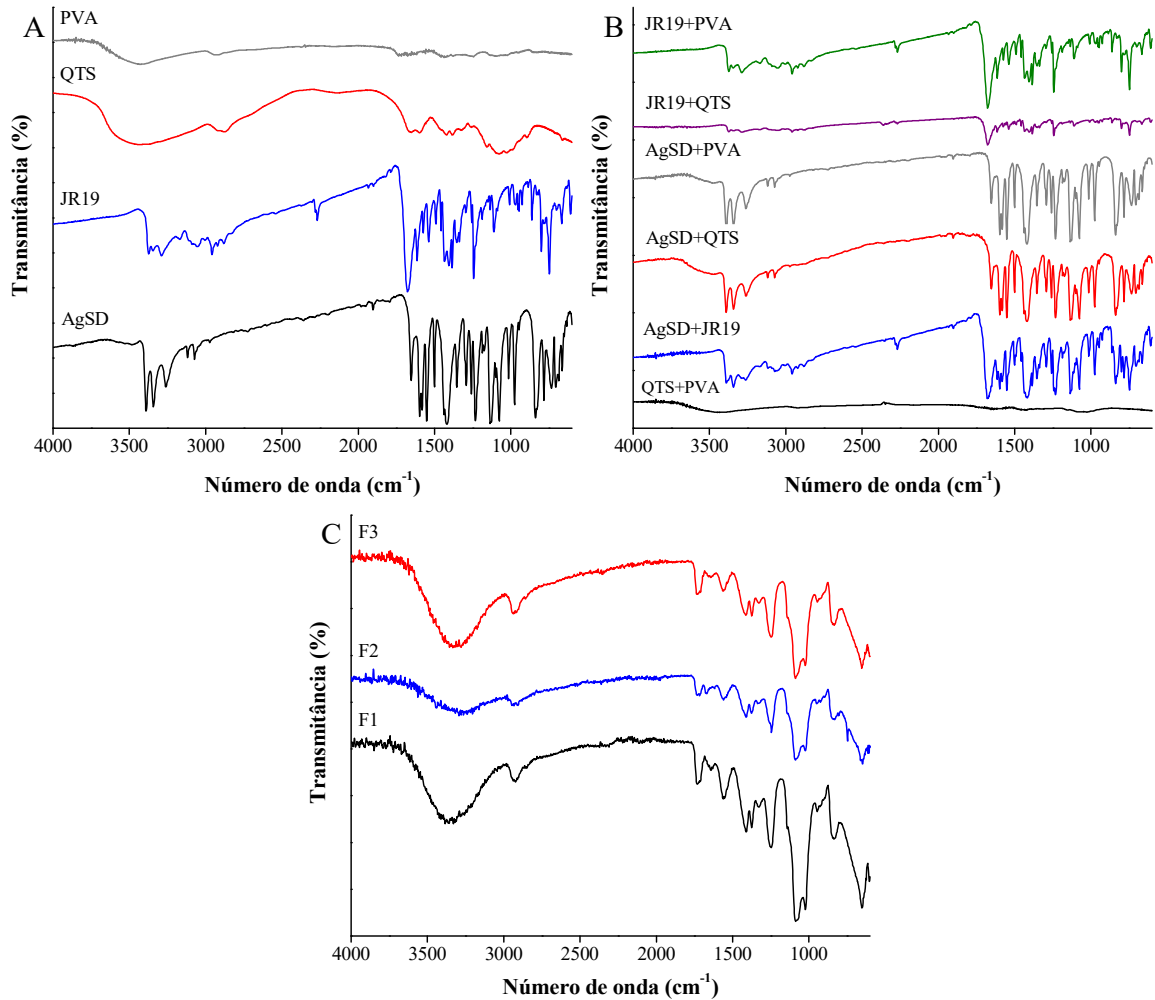 A
PVA
QTS
JR19
AgSD
Transmitância (%)
4000 3500 3000 2500 2000 1500 1000
Número de onda (cm-1)
B
JR19+PVA
JR19+QTS
AgSD+PVA
AgSD+QTS
AgSD+JR19
QTS+PVA
Transmitância (%)
4000 3500 3000 2500 2000 1500 1000
Número de onda (cm-1)
C
F3
F2
F1
Transmitância (%)
4000 3500 3000 2500 2000 1500 1000
Número de onda (cm-1)